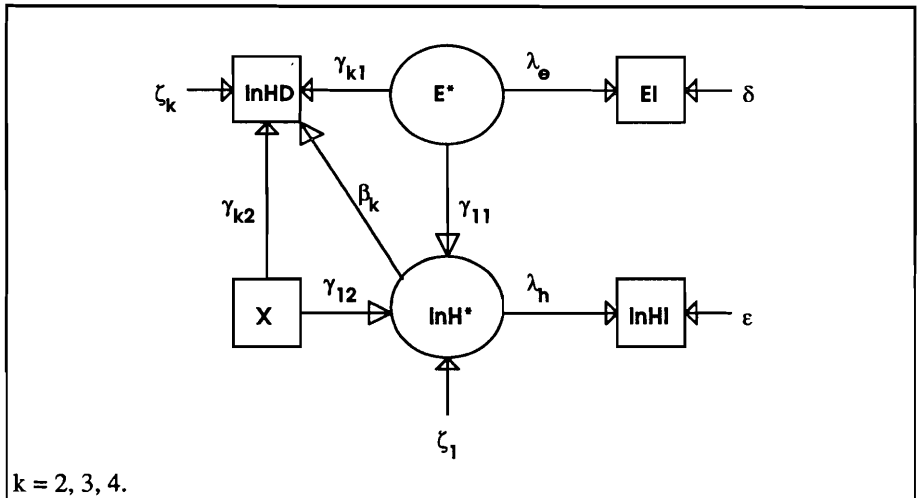 γk1
λe
ζk
lnHD
E*
EI
δ
βk
γk2
γ11
γ12
λh
X
lnH*
lnHI
ε
ζ1
k = 2, 3, 4.